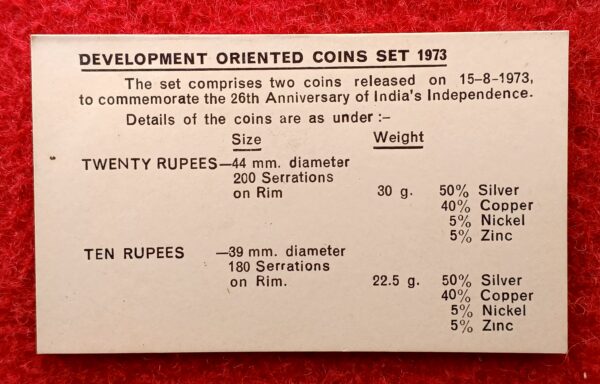 DEVELOPMENT ORIENTED COINS SET 1973
The set comprises two coins released on 15-8-1973,
to commemorate the 26th Anniversary of India's Independence.
Details of the coins are as under :-
Size Weight
TWENTY RUPEES—44 mm. diameter
200 Serrations
on Rim 30 g. 50% Silver
40% Copper
5% Nickel
5% Zinc
TEN RUPEES —39 mm. diameter
180 Serrations
on Rim. 22.5 g. 50% Silver
40% Copper
5% Nickel
5% Zinc